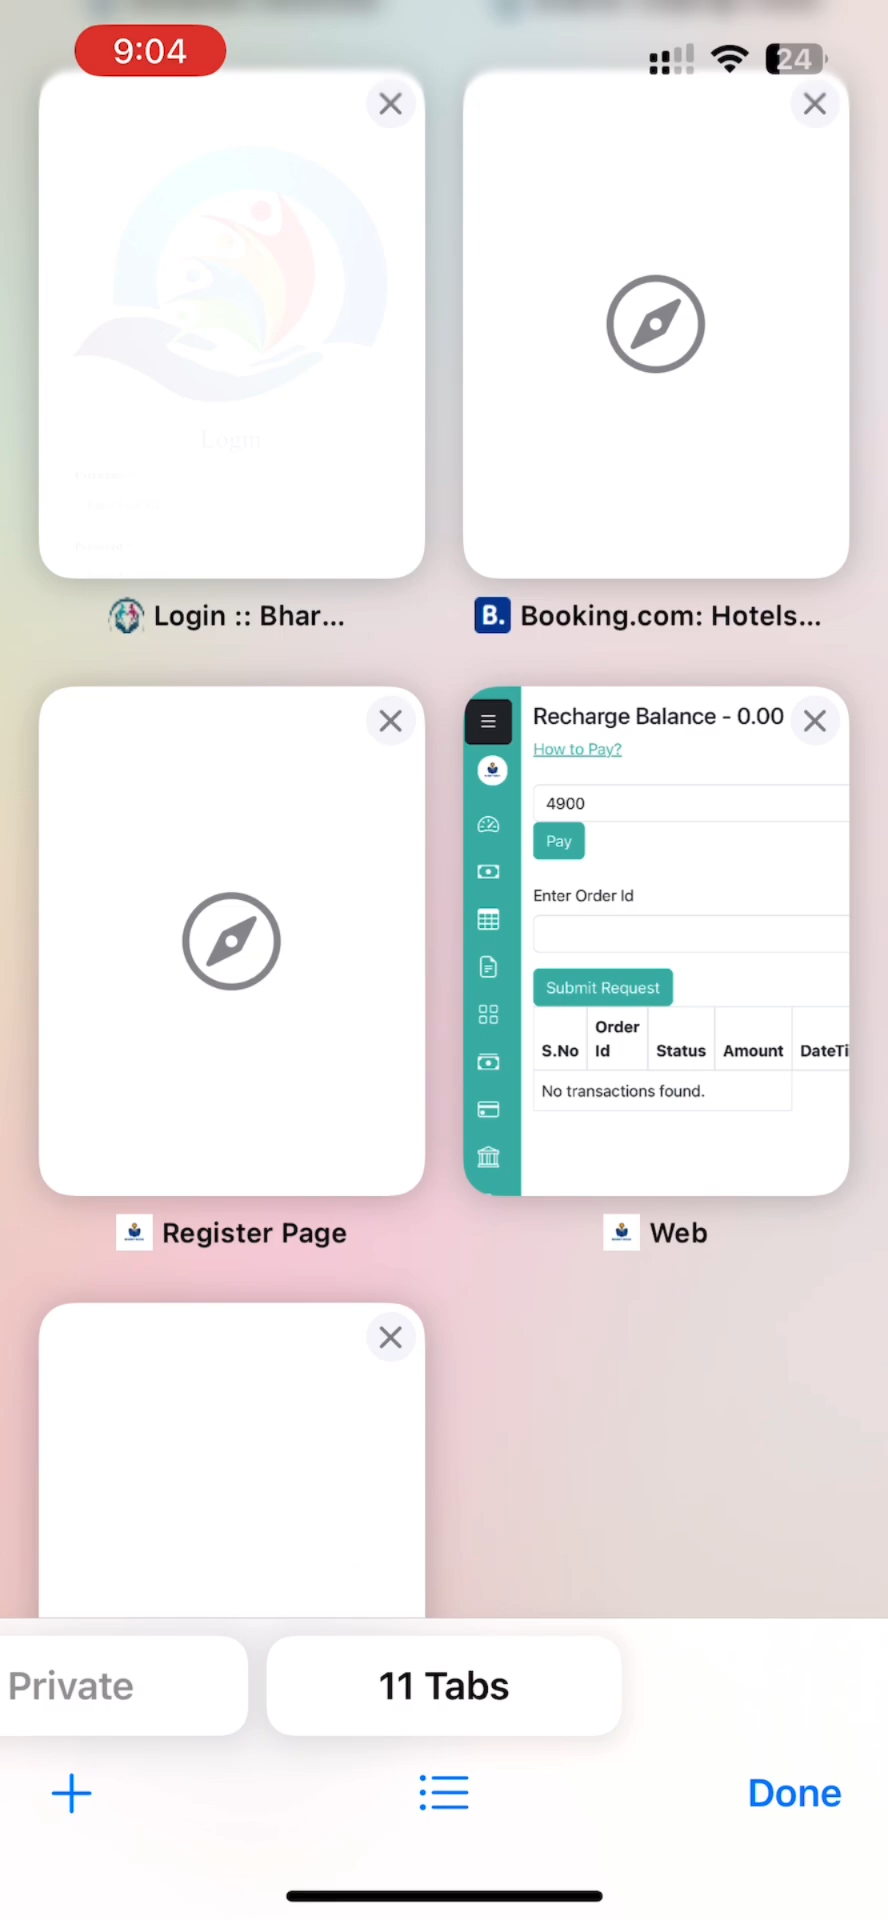 9:04
24
Login
Login :: Bhar...
B.
Booking.com: Hotels...
Recharge Balance - 0.00
How to Pay?
4900
Pay
Enter Order Id
Submit Request
S.No Order Id Status Amount DateTi
No transactions found.
Register Page
Web
Private
11 Tabs
Done